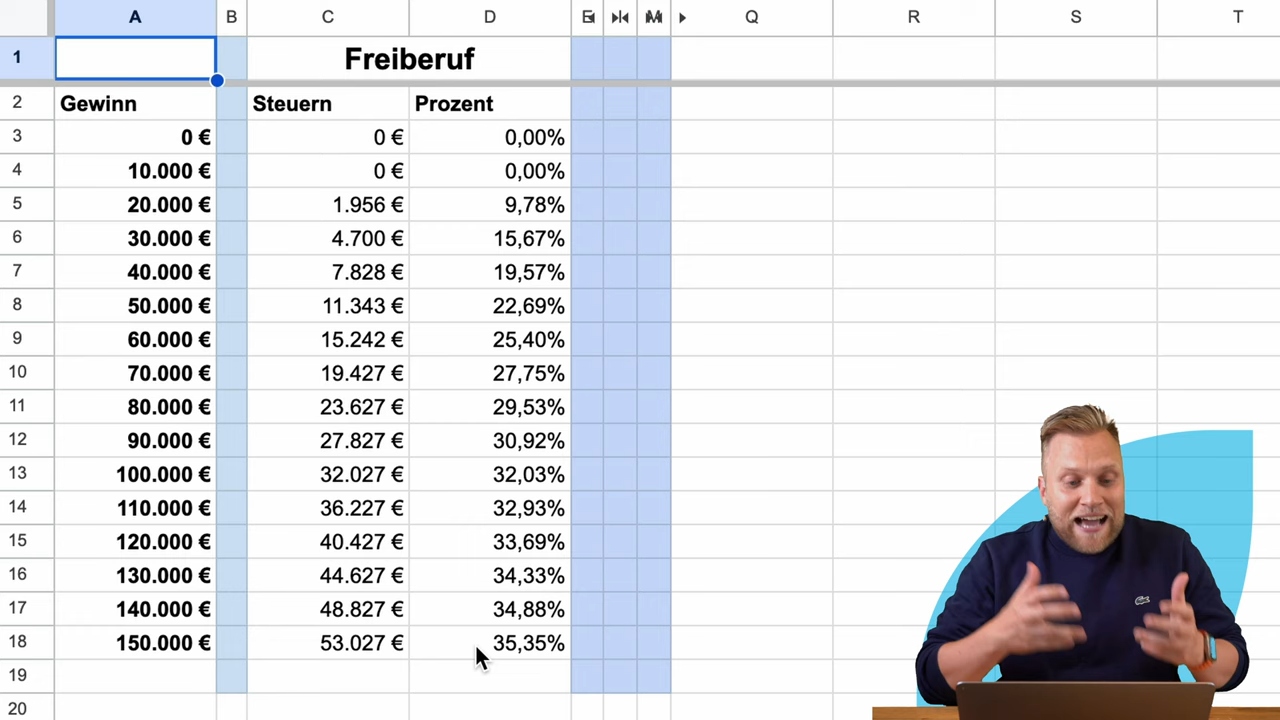 A B C D E M Q R S T
1 Freiberuf
2 Gewinn Steuern Prozent
3 0 € 0 € 0,00%
4 10.000 € 0 € 0,00%
5 20.000 € 1.956 € 9,78%
6 30.000 € 4.700 € 15,67%
7 40.000 € 7.828 € 19,57%
8 50.000 € 11.343 € 22,69%
9 60.000 € 15.242 € 25,40%
10 70.000 € 19.427 € 27,75%
11 80.000 € 23.627 € 29,53%
12 90.000 € 27.827 € 30,92%
13 100.000 € 32.027 € 32,03%
14 110.000 € 36.227 € 32,93%
15 120.000 € 40.427 € 33,69%
16 130.000 € 44.627 € 34,33%
17 140.000 € 48.827 € 34,88%
18 150.000 € 53.027 € 35,35%
19
20